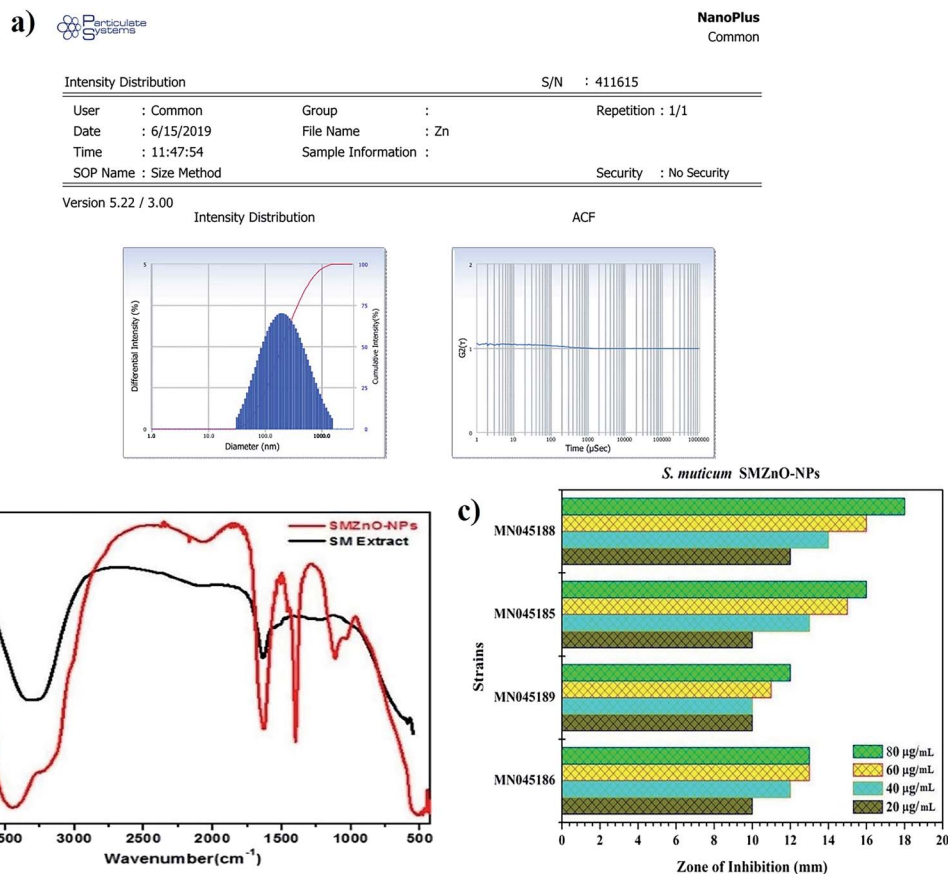 a)
Particulate
Systems
NanoPlus
Common
Intensity Distribution S/N : 411615
User : Common Group : Repetition : 1/1
Date : 6/15/2019 File Name : Zn
Time : 11:47:54 Sample Information :
SOP Name : Size Method Security : No Security
Version 5.22 / 3.00
Intensity Distribution ACF
5
0
Differential Intensity (%)
100
75
50
25
0
Cumulative Intensity(%)
1.0 10.0 100.0 1000.0
Diameter (nm)
2
1
0
G2(τ)
1 10 100 1000 10000 100000 1000000
Time (µSec)
SMZnO-NPs
SM Extract
500 3000 2500 2000 1500 1000 500
Wavenumber(cm⁻¹)
c)
S. muticum SMZnO-NPs
Strains
MN045188
MN045185
MN045189
MN045186
80 µg/mL
60 µg/mL
40 µg/mL
20 µg/mL
0 2 4 6 8 10 12 14 16 18 20
Zone of Inhibition (mm)